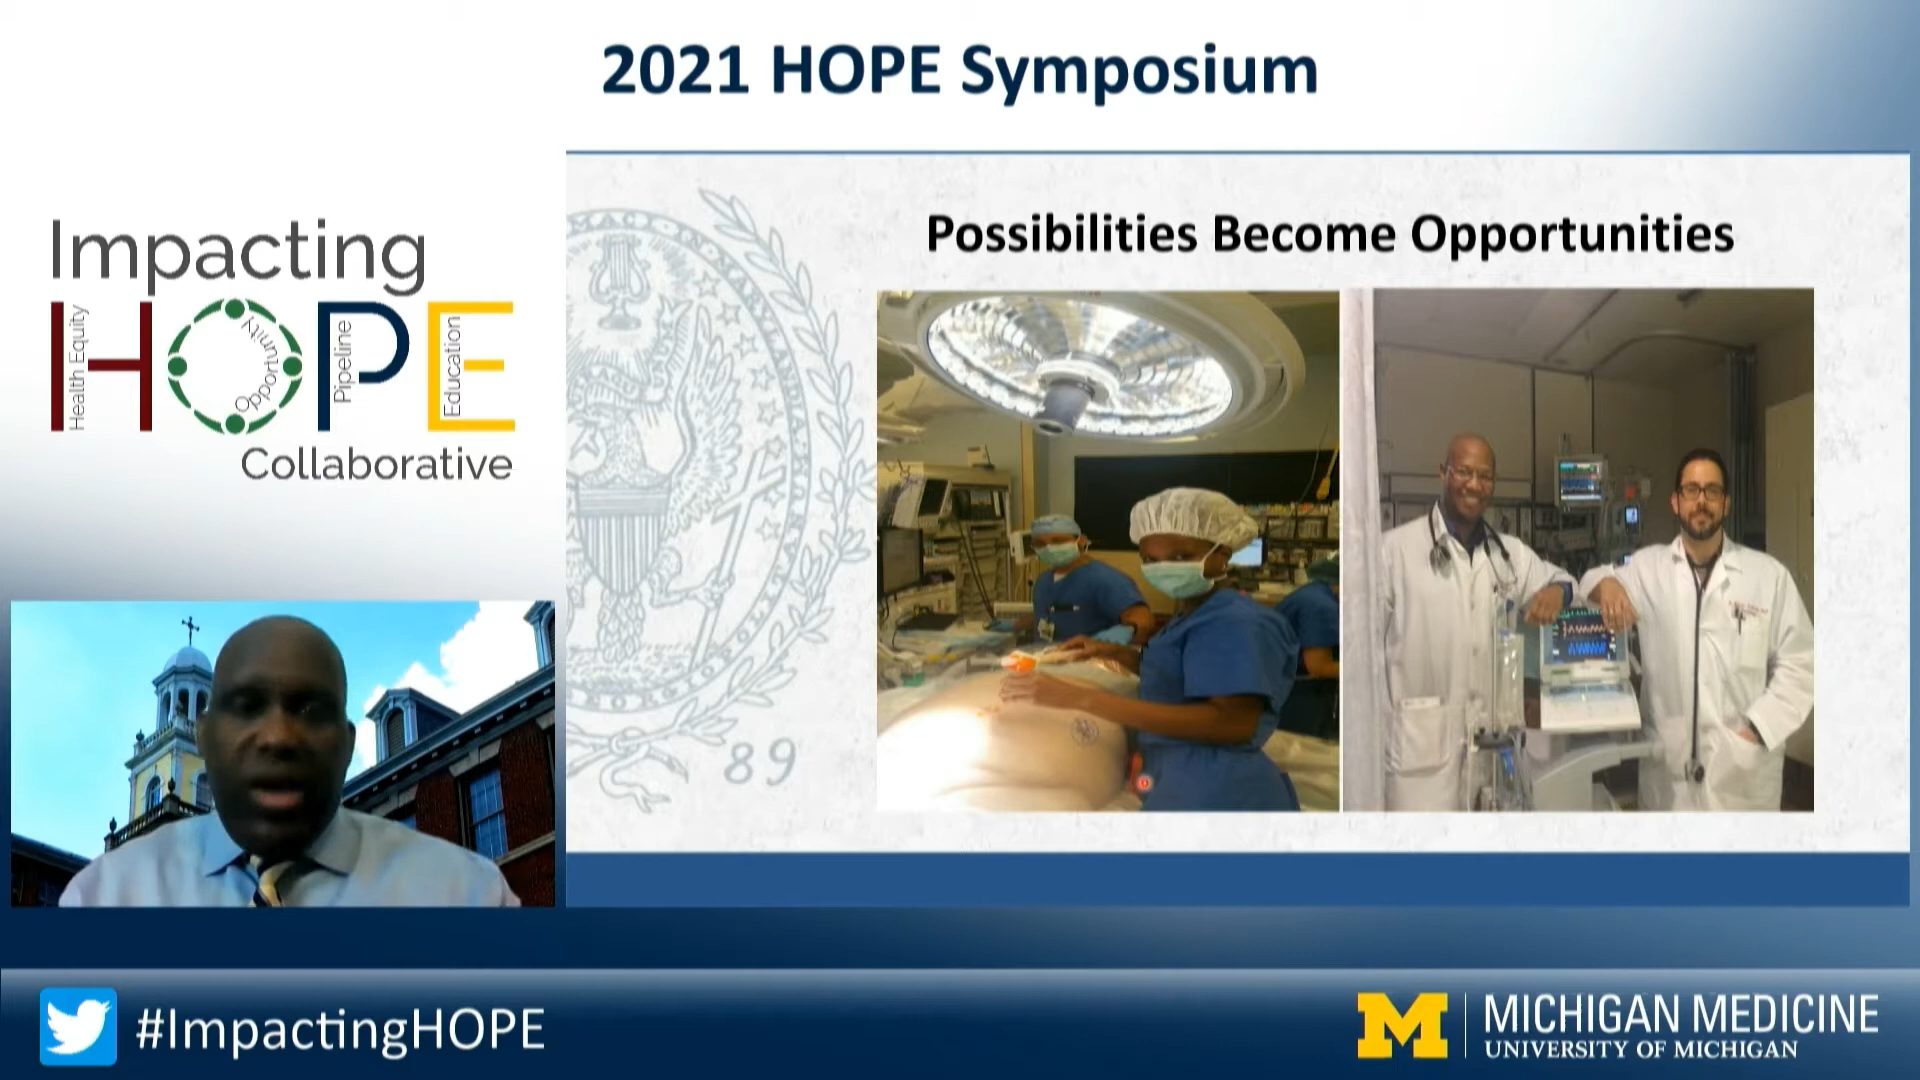 2021 HOPE Symposium
Impacting
HOPE
Health Equity
Opportunity
Pipeline
Education
Collaborative
Possibilities Become Opportunities
89
#ImpactingHOPE
M
MICHIGAN MEDICINE
UNIVERSITY OF MICHIGAN